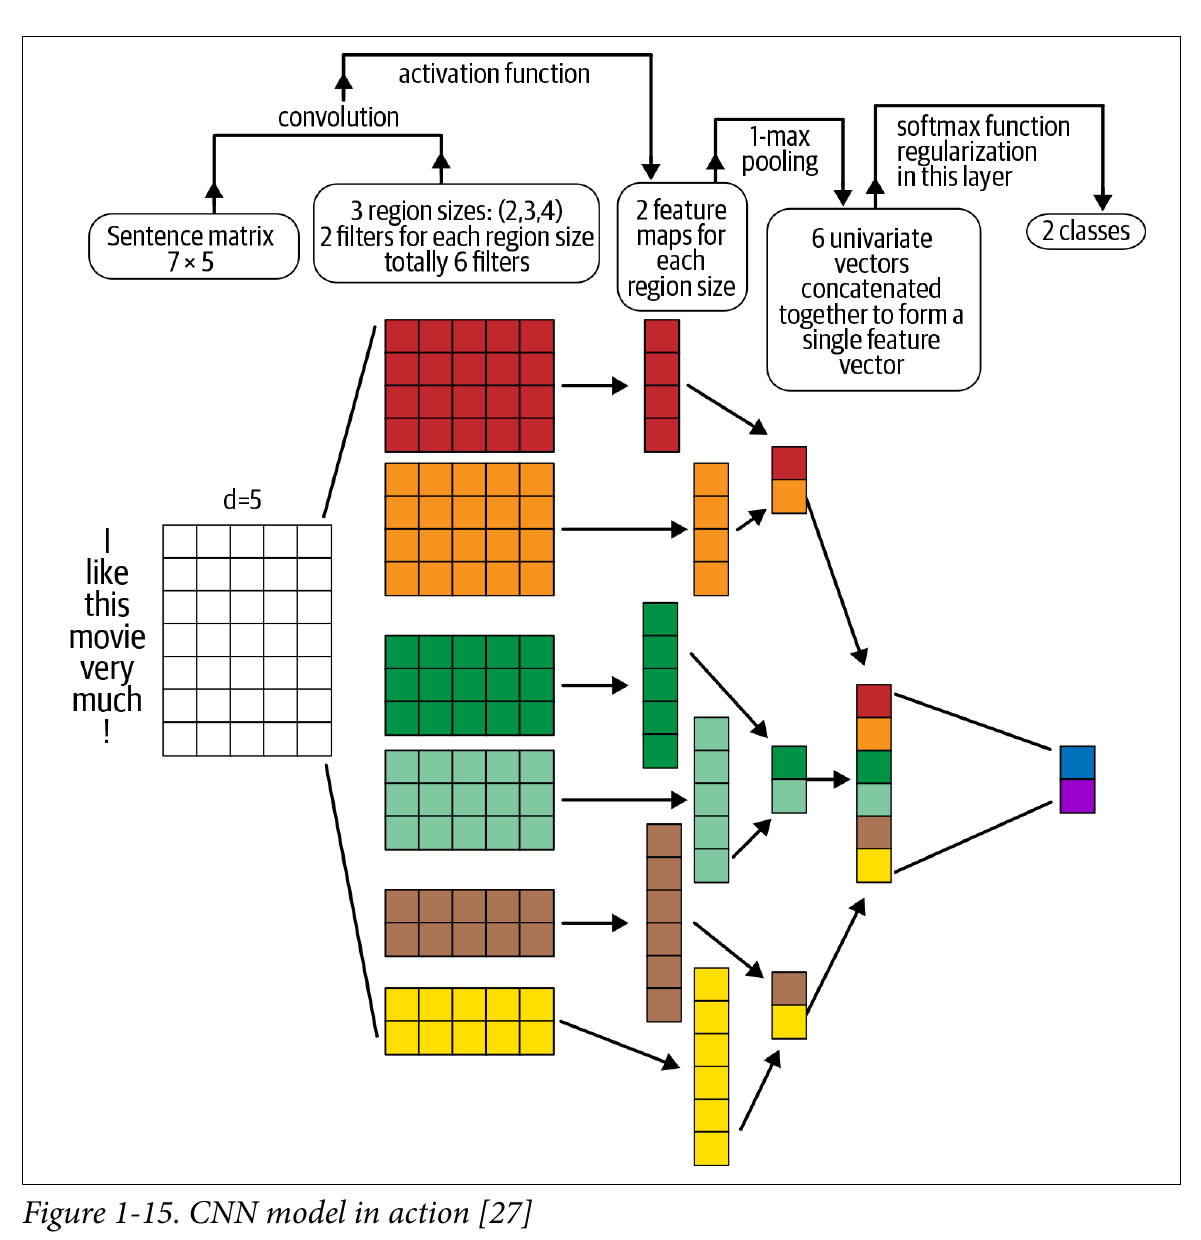 activation function
convolution
1-max
pooling
softmax function
regularization
in this layer
Sentence matrix
7 × 5
3 region sizes: (2,3,4)
2 filters for each region size
totally 6 filters
2 feature
maps for
each
region size
6 univariate
vectors
concatenated
together to form a
single feature
vector
2 classes
d=5
I
like
this
movie
very
much
!
Figure 1-15. CNN model in action [27]